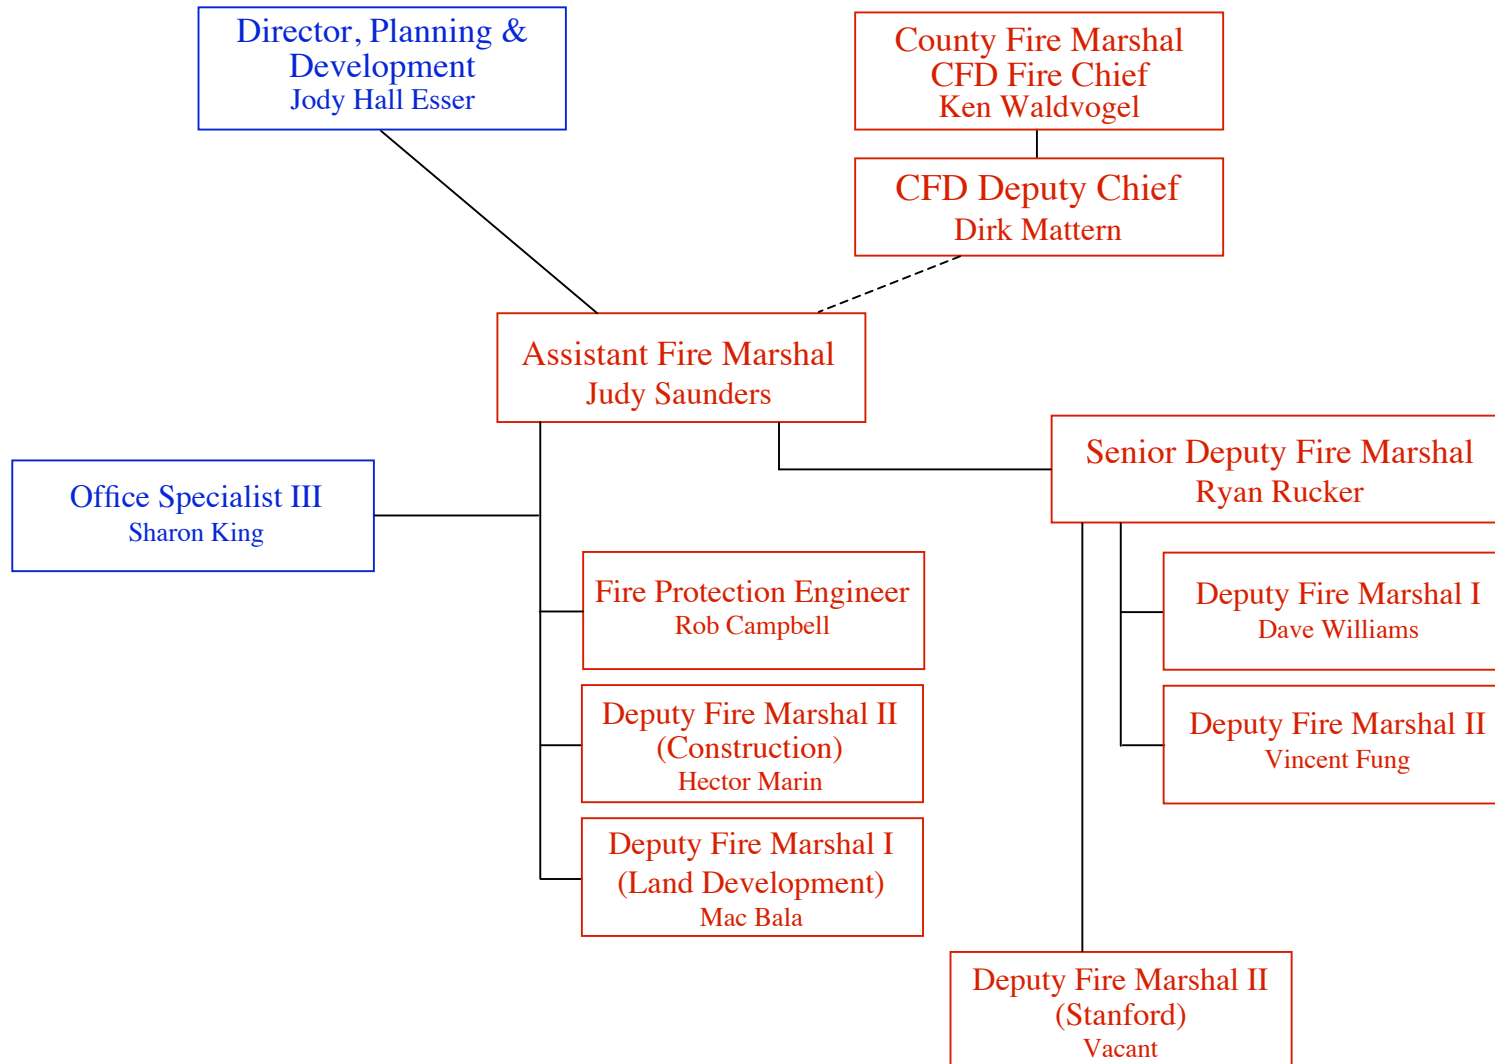 Director, Planning &
Development
Jody Hall Esser
County Fire Marshal
CFD Fire Chief
Ken Waldvogel
CFD Deputy Chief
Dirk Mattern
Assistant Fire Marshal
Judy Saunders
Senior Deputy Fire Marshal
Ryan Rucker
Office Specialist III
Sharon King
Fire Protection Engineer
Rob Campbell
Deputy Fire Marshal I
Dave Williams
Deputy Fire Marshal II
(Construction)
Hector Marin
Deputy Fire Marshal II
Vincent Fung
Deputy Fire Marshal I
(Land Development)
Mac Bala
Deputy Fire Marshal II
(Stanford)
Vacant